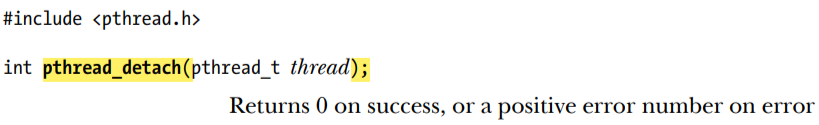 #include <pthread.h>
int pthread_detach(pthread_t thread);
Returns 0 on success, or a positive error number on error